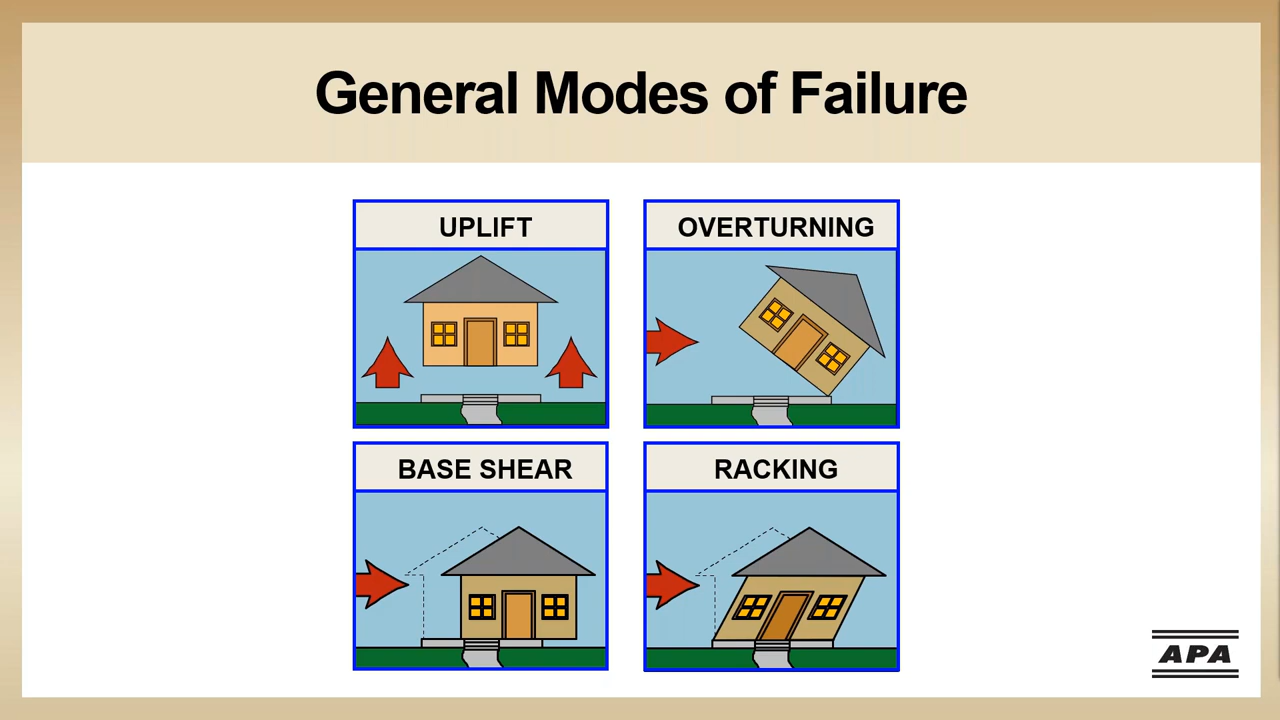 General Modes of Failure
UPLIFT
OVERTURNING
BASE SHEAR
RACKING
APA